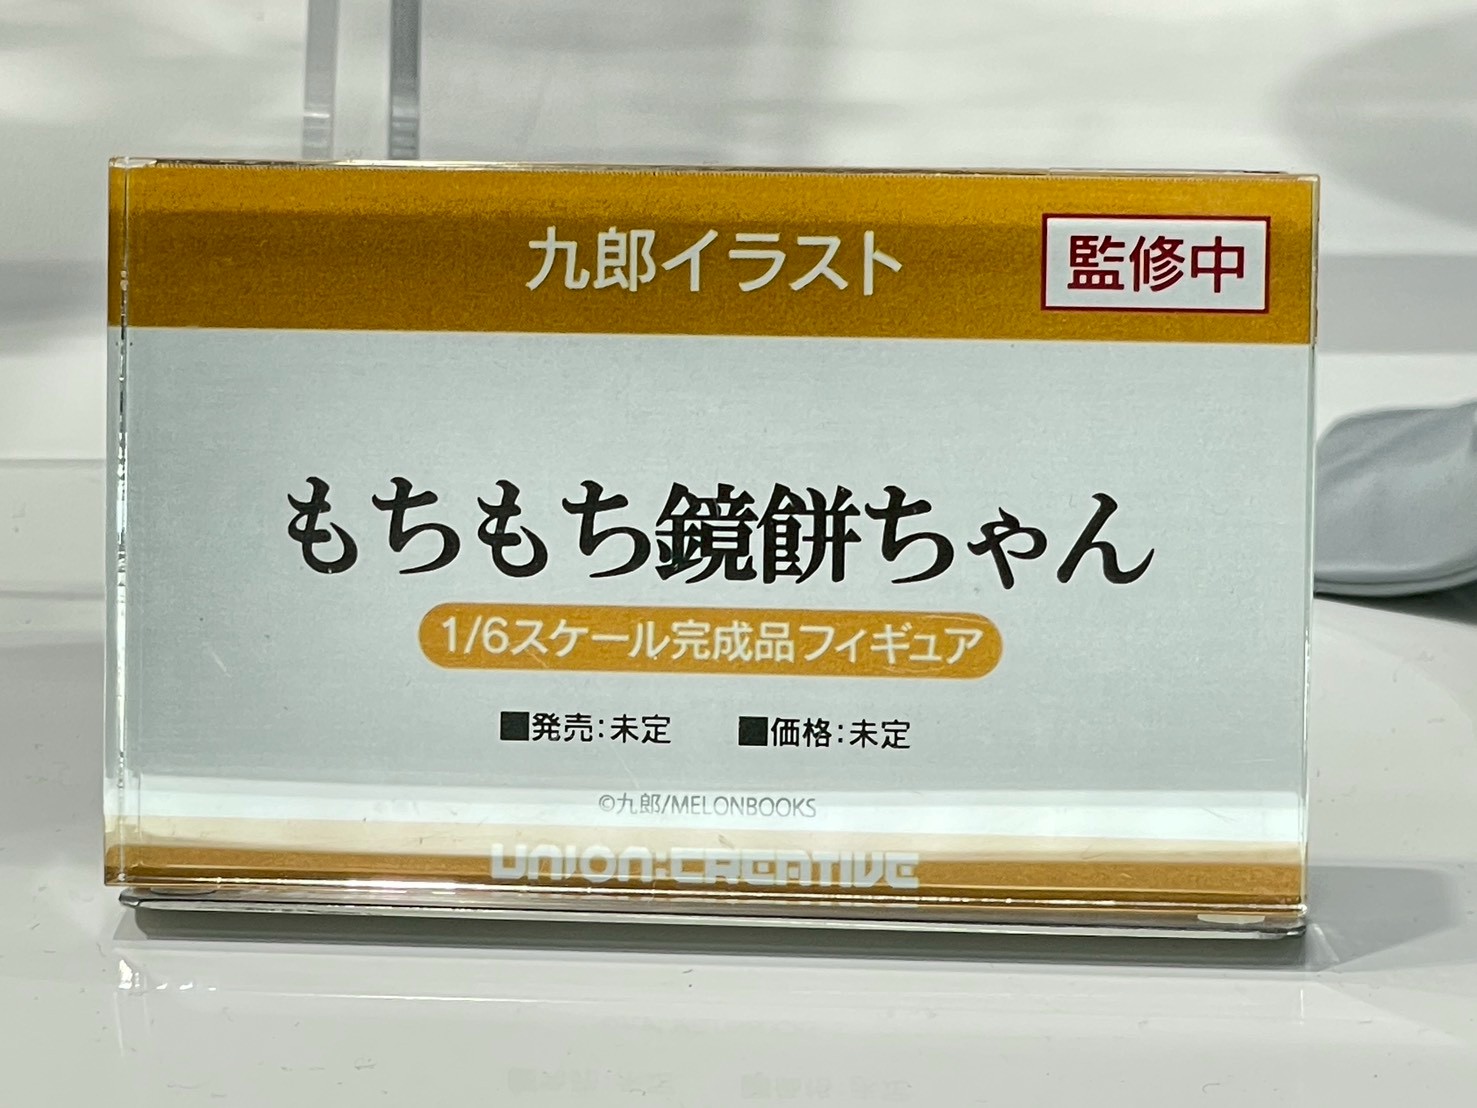 九郎イラスト
監修中
もちもち鏡餅ちゃん
1/6スケール完成品フィギュア
■発売:未定 ■価格:未定
©九郎/MELONBOOKS
UNION:CREATIVE